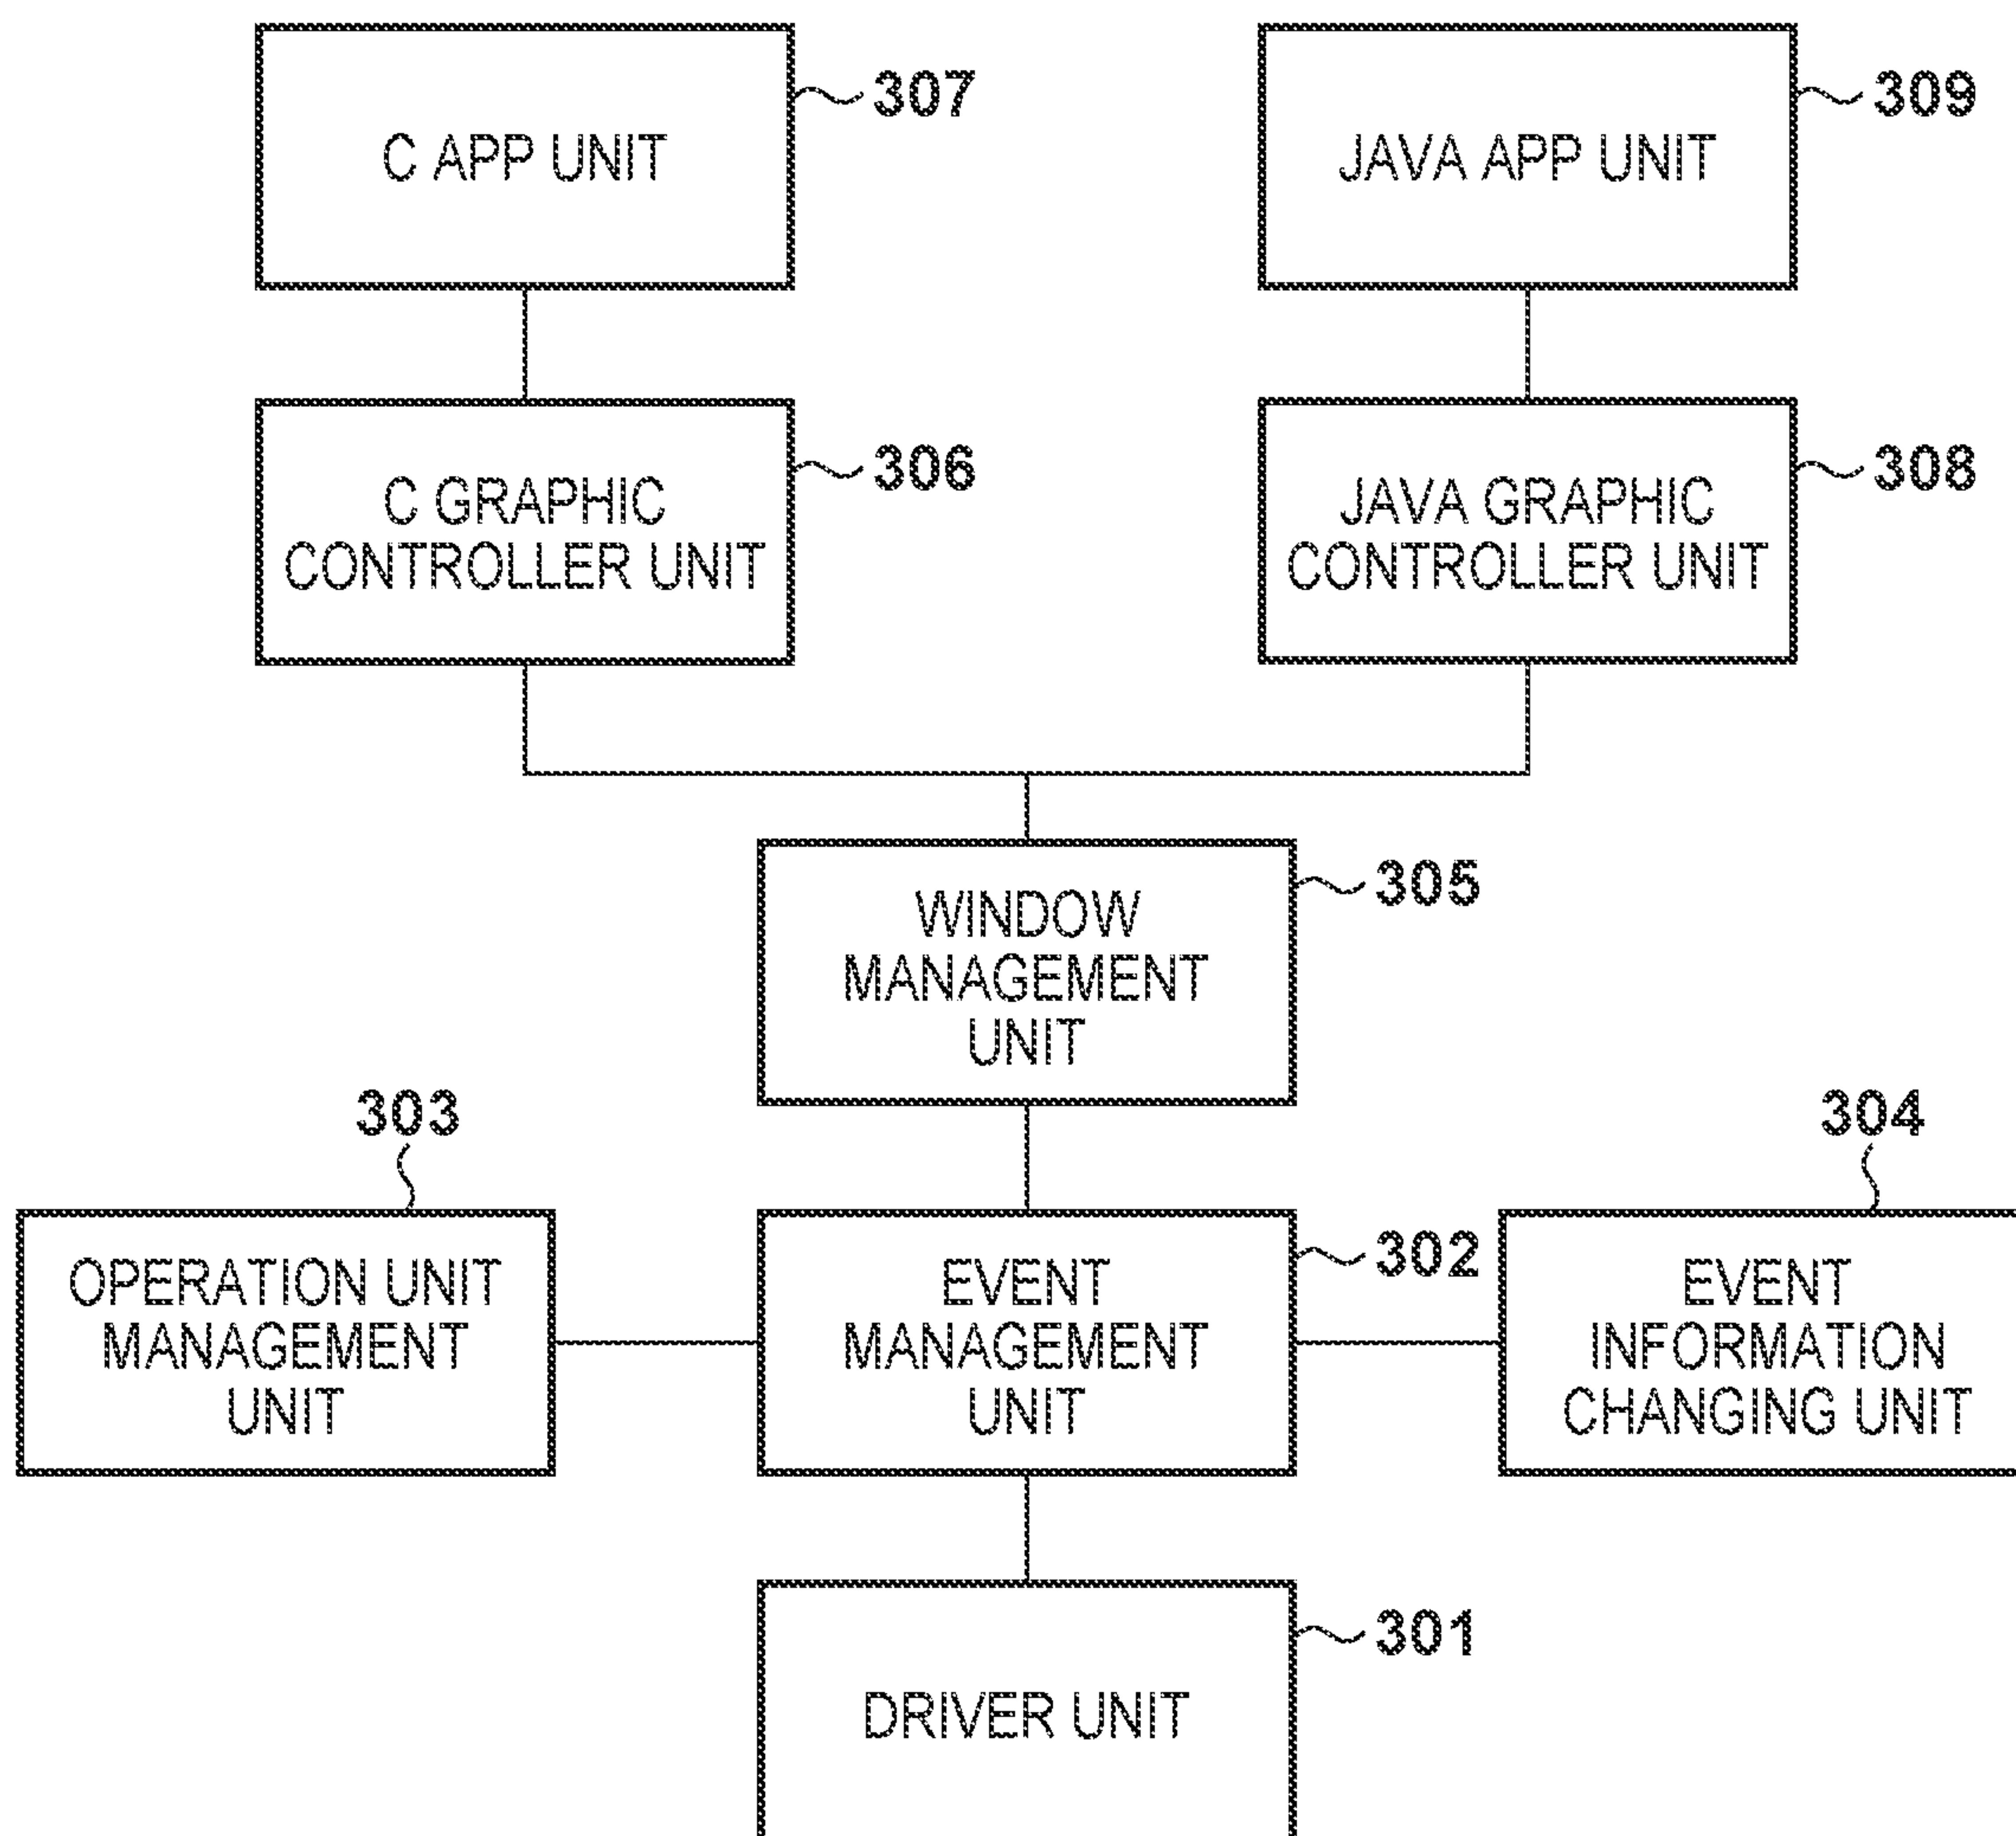 307
C APP UNIT
309
JAVA APP UNIT
306
C GRAPHIC
CONTROLLER UNIT
308
JAVA GRAPHIC
CONTROLLER UNIT
305
WINDOW
MANAGEMENT
UNIT
303
OPERATION UNIT
MANAGEMENT
UNIT
302
EVENT
MANAGEMENT
UNIT
304
EVENT
INFORMATION
CHANGING UNIT
301
DRIVER UNIT